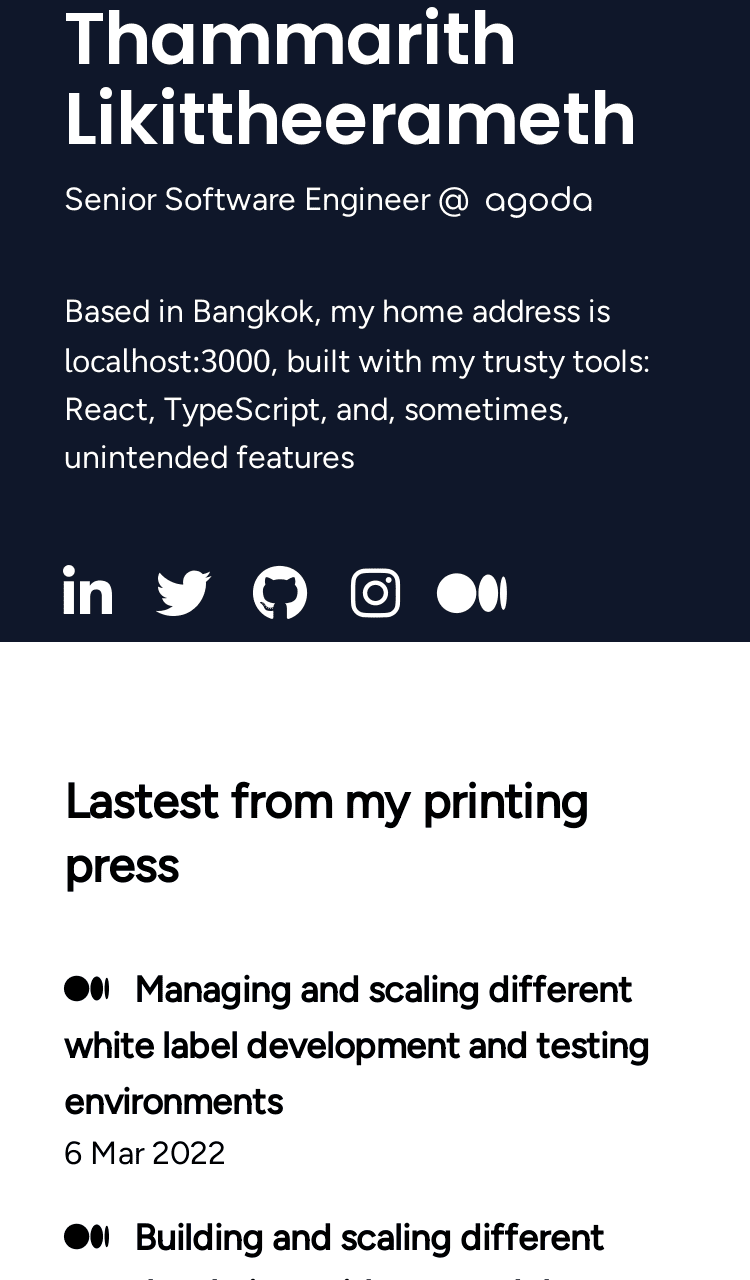 Thammarith
Likittheerameth
Senior Software Engineer @ agoda
Based in Bangkok, my home address is
localhost:3000, built with my trusty tools:
React, TypeScript, and, sometimes,
unintended features
in
Lastest from my printing
press
Managing and scaling different
white label development and testing
environments
6 Mar 2022
Building and scaling different